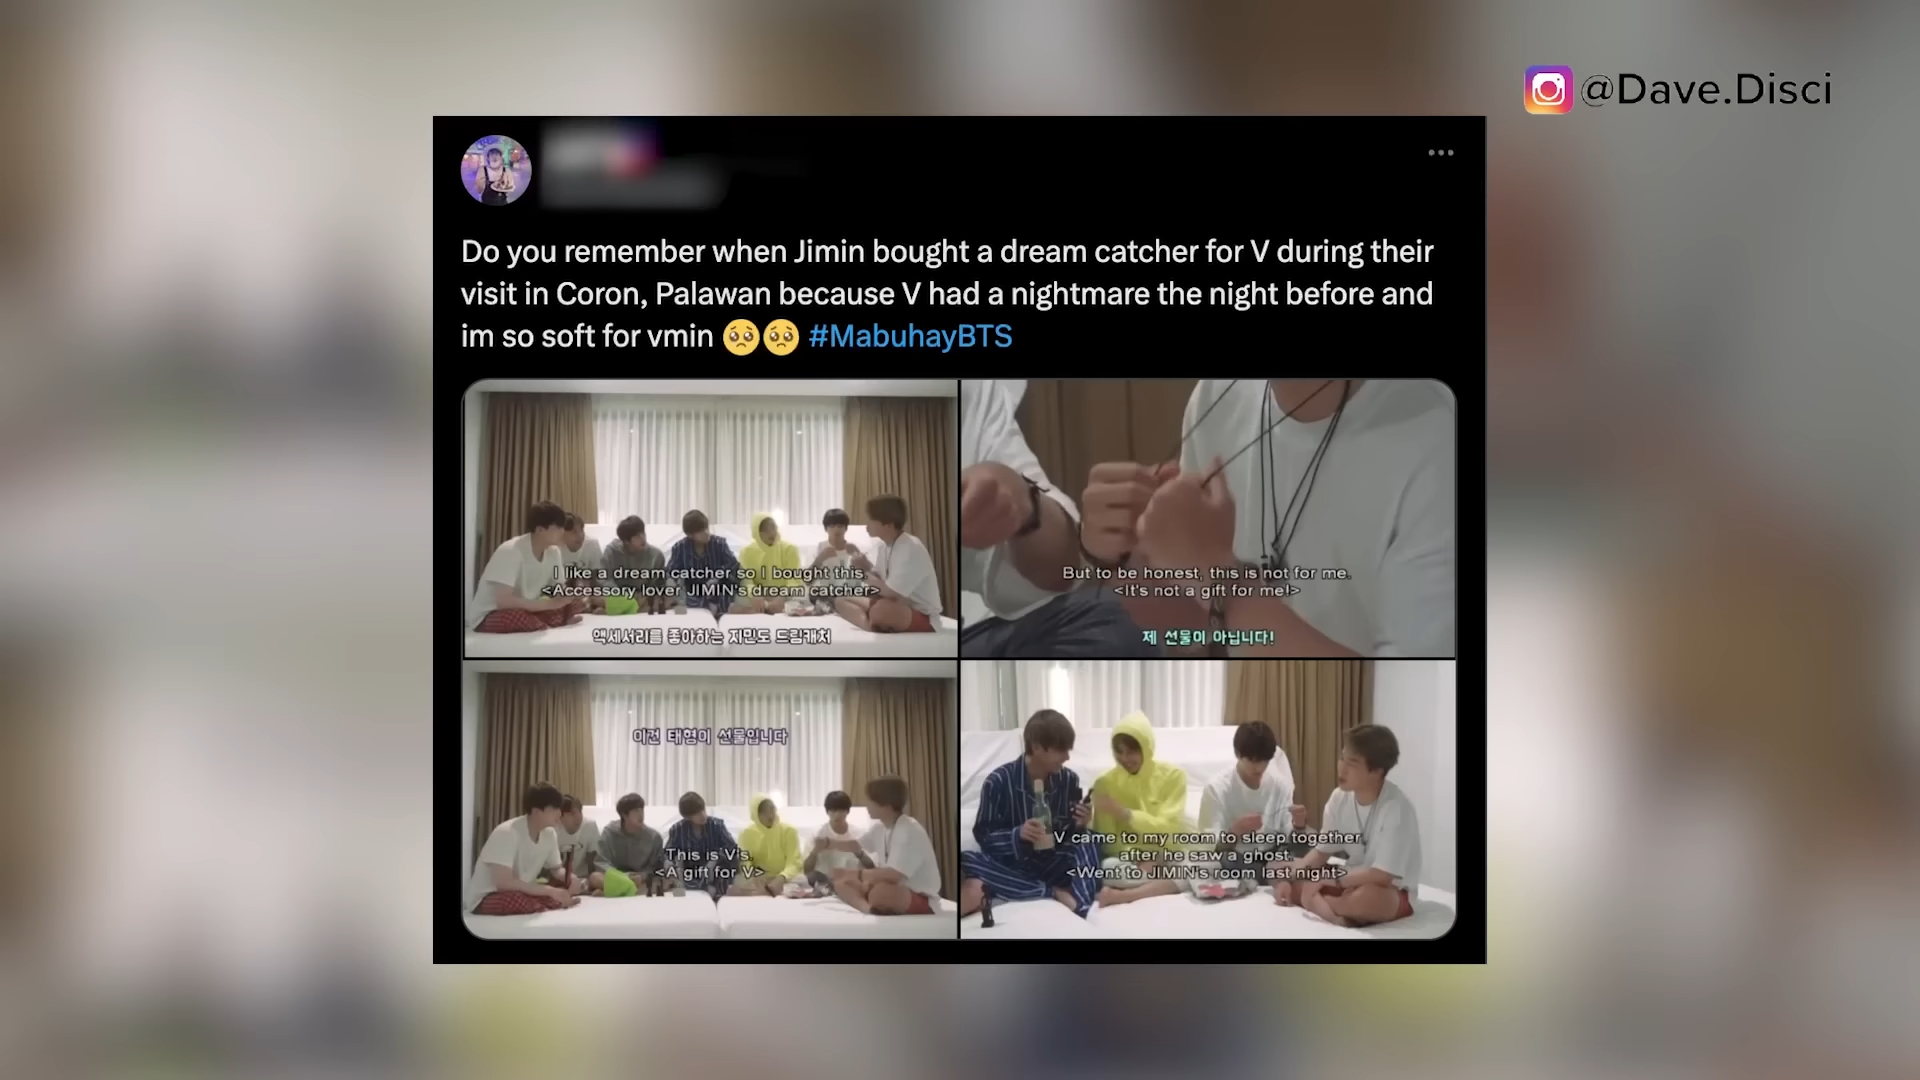 @Dave.Disci
Do you remember when Jimin bought a dream catcher for V during their
visit in Coron, Palawan because V had a nightmare the night before and
im so soft for vmin 🥺🥺 #MabuhayBTS
I like a dream catcher so I bought this.
<Accessory lover JIMIN's dream catcher>
액세서리를 좋아하는 지민도 드림캐처
But to be honest, this is not for me.
<It's not a gift for me!>
제 선물이 아닙니다!
이건 태형이 선물입니다
This is V's.
<A gift for V>
V came to my room to sleep together
after he saw a ghost.
<Went to JIMIN's room last night>